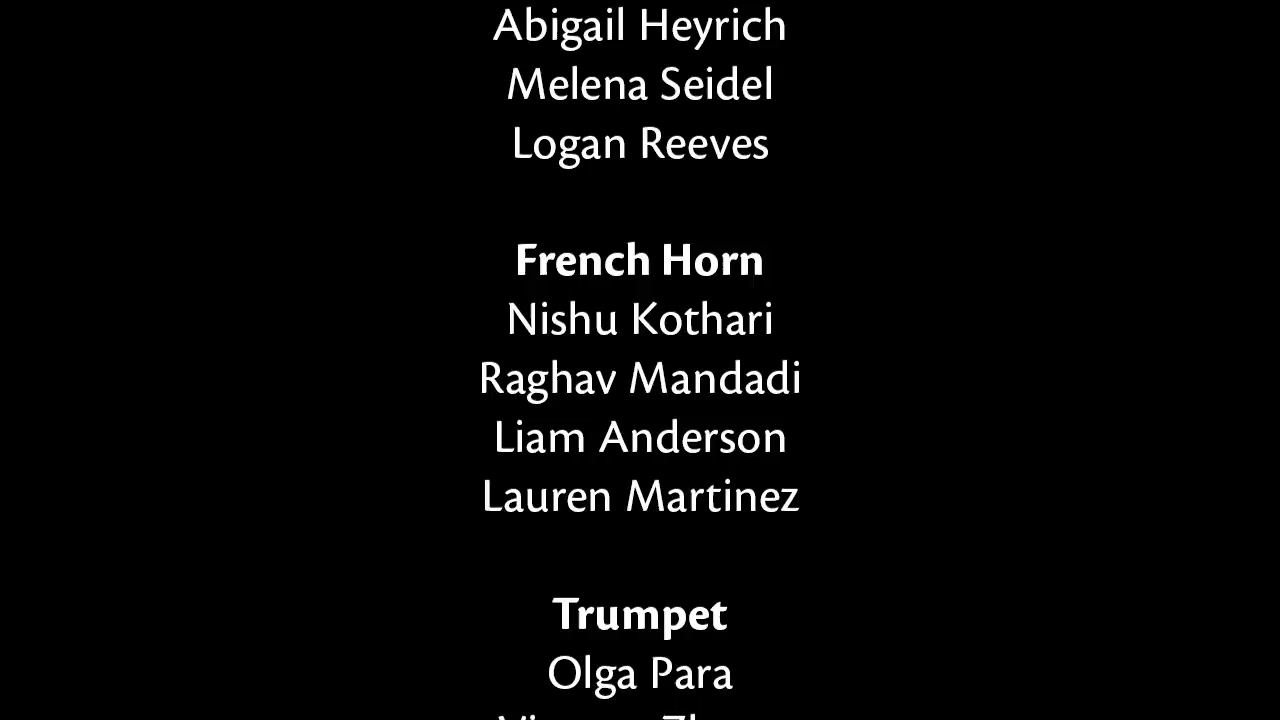 Abigail Heyrich
Melena Seidel
Logan Reeves
French Horn
Nishu Kothari
Raghav Mandadi
Liam Anderson
Lauren Martinez
Trumpet
Olga Para